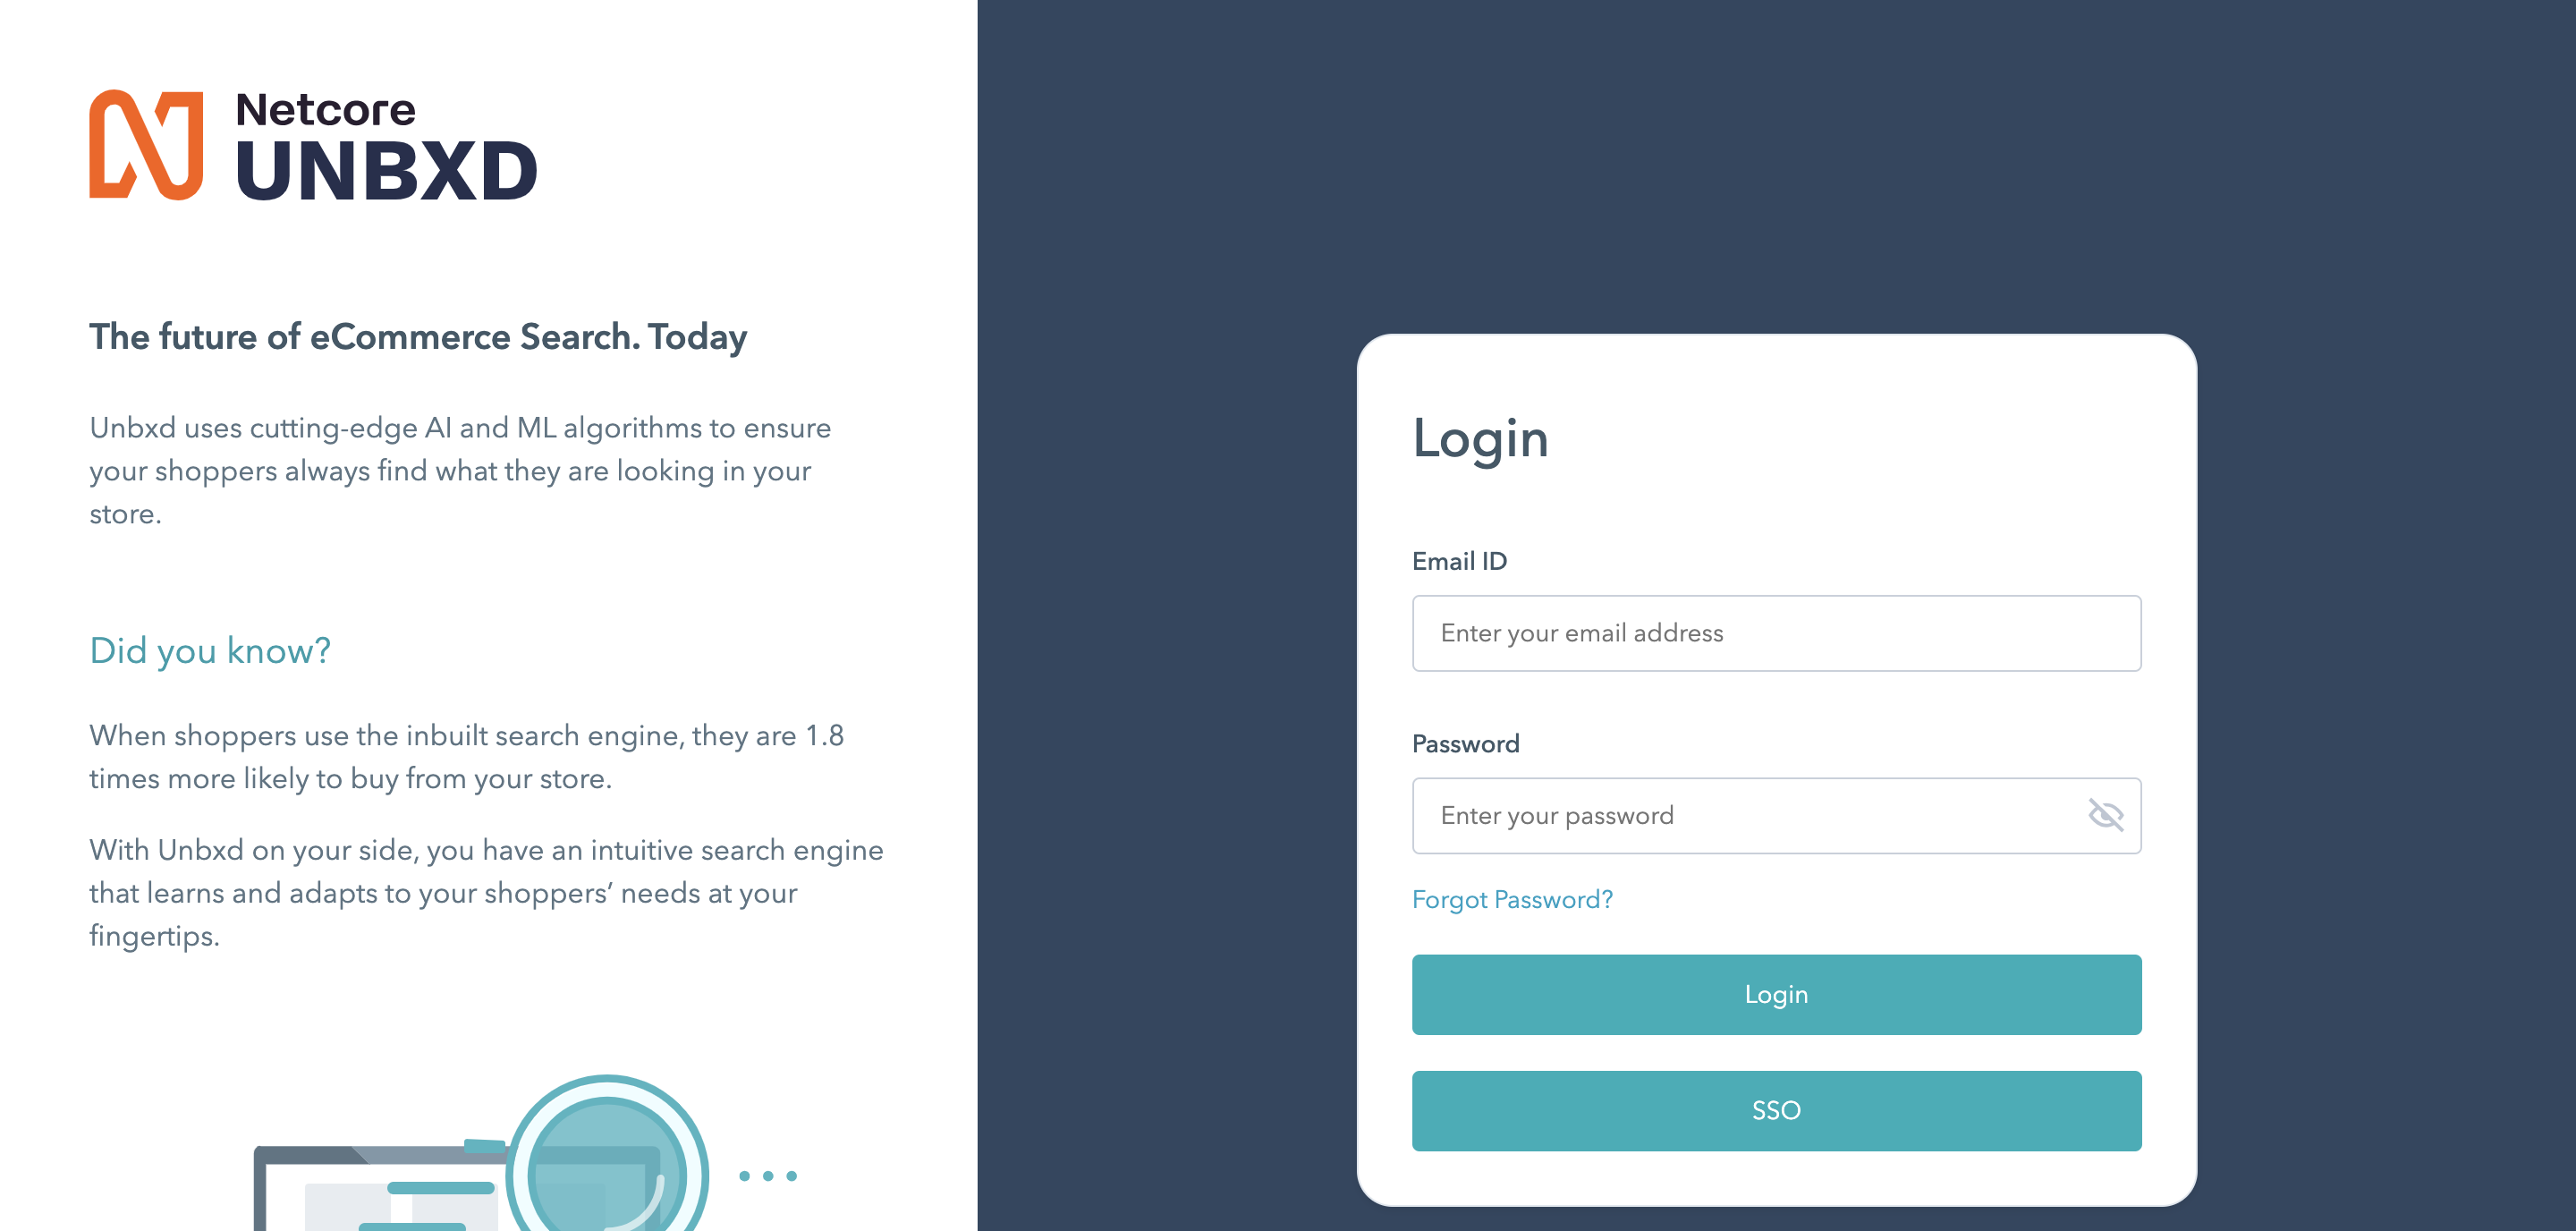 Netcore
UNBXD
The future of eCommerce Search. Today
Unbxd uses cutting-edge AI and ML algorithms to ensure
your shoppers always find what they are looking in your
store.
Did you know?
When shoppers use the inbuilt search engine, they are 1.8
times more likely to buy from your store.
With Unbxd on your side, you have an intuitive search engine
that learns and adapts to your shoppers’ needs at your
fingertips.
Login
Email ID
Enter your email address
Password
Enter your password
Forgot Password?
Login
SSO